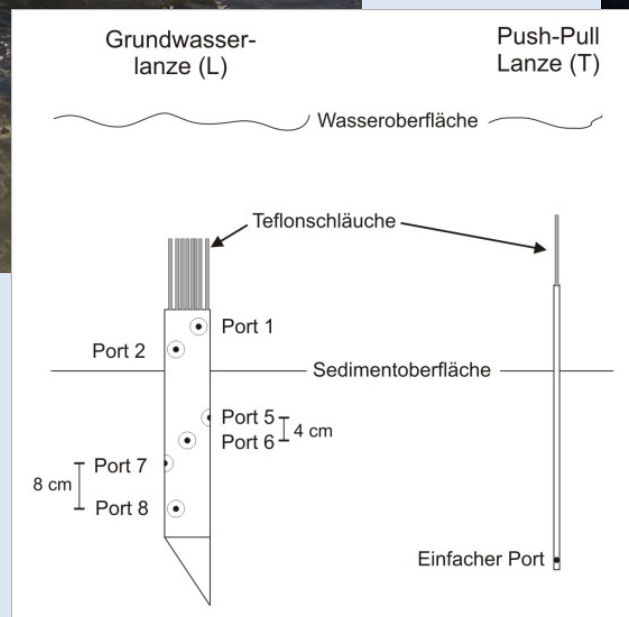 Grundwasser-
lanze (L)
Push-Pull
Lanze (T)
Wasseroberfläche
Teflonschläuche
Port 1
Port 2
Sedimentoberfläche
Port 5
4 cm
Port 6
Port 7
8 cm
Port 8
Einfacher Port